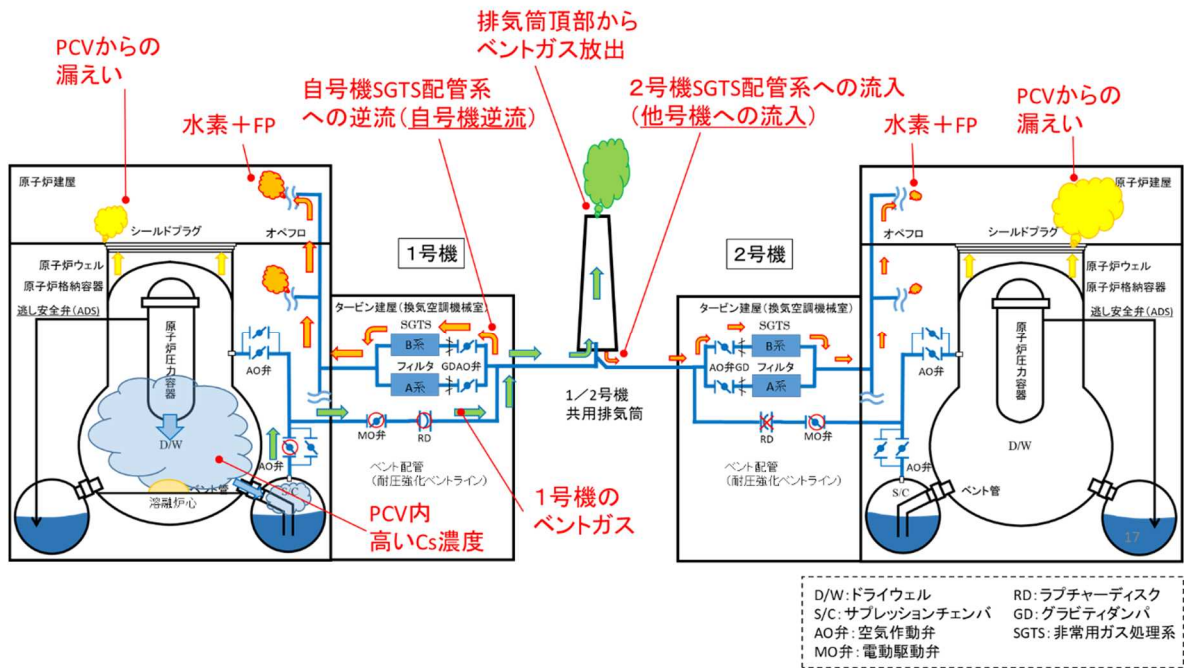 排気筒頂部から
ベントガス放出
PCVからの
漏えい
自号機SGTS配管系
への逆流(自号機逆流)
2号機SGTS配管系への流入
(他号機への流入)
PCVからの
漏えい
水素+FP
水素+FP
原子炉建屋
シールドプラグ
オペフロ
原子炉ウェル
原子炉格納容器
逃し安全弁(ADS)
原子炉圧力容器
AO弁
D/W
AO弁
ベント管
S/C
溶融炉心
PCV内
高いCs濃度
1号機
タービン建屋(換気空調機械室)
SGTS
B系
フィルタ
GD
AO弁
A系
MO弁
RD
ベント配管
(耐圧強化ベントライン)
1号機の
ベントガス
1/2号機
共用排気筒
2号機
タービン建屋(換気空調機械室)
SGTS
B系
AO弁
GD
フィルタ
A系
RD
MO弁
ベント配管
(耐圧強化ベントライン)
原子炉建屋
オペフロ
シールドプラグ
原子炉ウェル
原子炉格納容器
逃し安全弁(ADS)
原子炉圧力容器
AO弁
D/W
AO弁
S/C
ベント管
17
D/W:ドライウェル
RD:ラプチャーディスク
S/C:サプレッションチェンバ
GD:グラビティダンパ
AO弁:空気作動弁
SGTS:非常用ガス処理系
MO弁:電動駆動弁